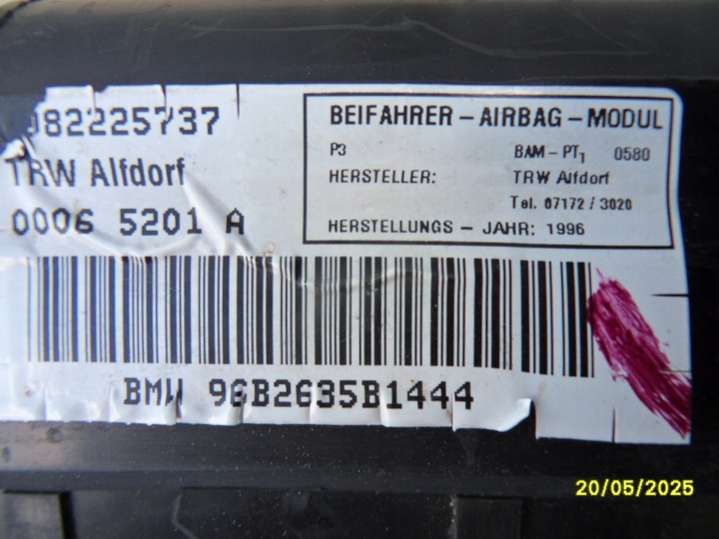 82225737
TRW Alfdorf
0006 5201 A
BEIFAHRER - AIRBAG - MODUL
P3 BAM - PT1 0580
HERSTELLER: TRW Alfdorf
Tel. 07172 / 3020
HERSTELLUNGS - JAHR: 1996
BMW 96B2635B1444
20/05/2025